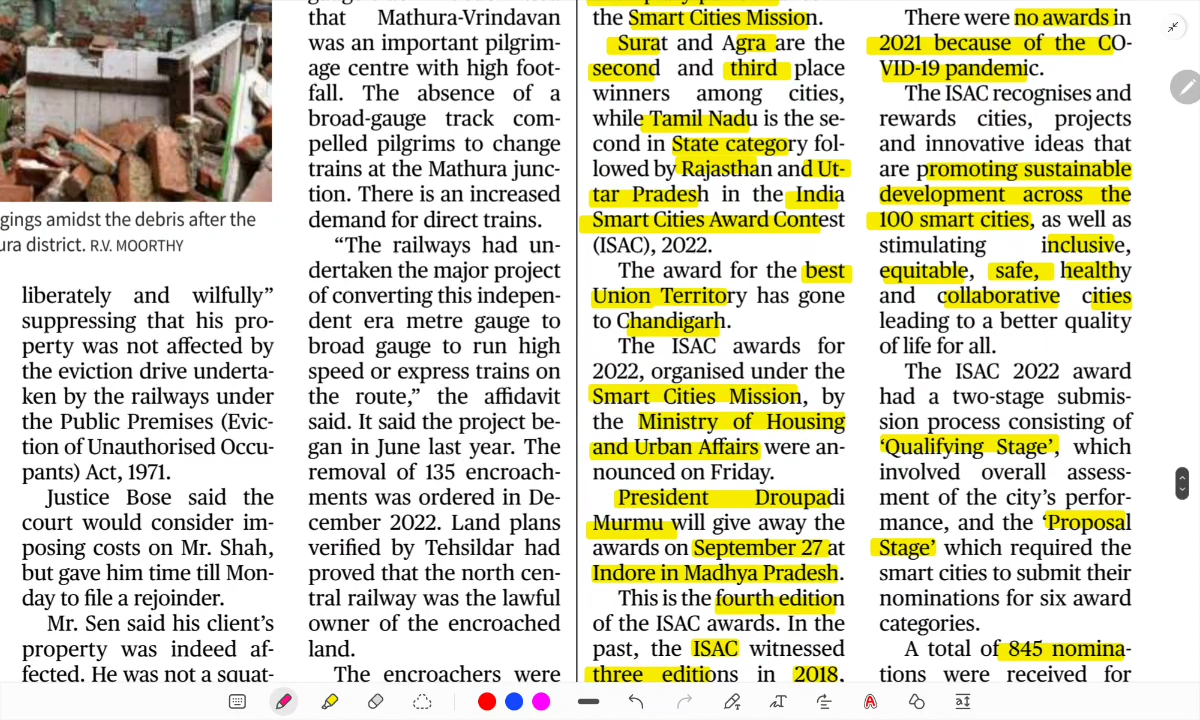 gings amidst the debris after the
ura district. R.V. MOORTHY
liberately and wilfully”
suppressing that his pro-
perty was not affected by
the eviction drive underta-
ken by the railways under
the Public Premises (Evic-
tion of Unauthorised Occu-
pants) Act, 1971.
Justice Bose said the
court would consider im-
posing costs on Mr. Shah,
but gave him time till Mon-
day to file a rejoinder.
Mr. Sen said his client’s
property was indeed af-
fected. He was not a squat-
that Mathura-Vrindavan
was an important pilgrim-
age centre with high foot-
fall. The absence of a
broad-gauge track com-
pelled pilgrims to change
trains at the Mathura junc-
tion. There is an increased
demand for direct trains.
“The railways had un-
dertaken the major project
of converting this indepen-
dent era metre gauge to
broad gauge to run high
speed or express trains on
the route,” the affidavit
said. It said the project be-
gan in June last year. The
removal of 135 encroach-
ments was ordered in De-
cember 2022. Land plans
verified by Tehsildar had
proved that the north cen-
tral railway was the lawful
owner of the encroached
land.
The encroachers were
the Smart Cities Mission.
Surat and Agra are the
second and third place
winners among cities,
while Tamil Nadu is the se-
cond in State category fol-
lowed by Rajasthan and Ut-
tar Pradesh in the India
Smart Cities Award Contest
(ISAC), 2022.
The award for the best
Union Territory has gone
to Chandigarh.
The ISAC awards for
2022, organised under the
Smart Cities Mission, by
the Ministry of Housing
and Urban Affairs were an-
nounced on Friday.
President Droupadi
Murmu will give away the
awards on September 27 at
Indore in Madhya Pradesh.
This is the fourth edition
of the ISAC awards. In the
past, the ISAC witnessed
three editions in 2018,
There were no awards in
2021 because of the CO-
VID-19 pandemic.
The ISAC recognises and
rewards cities, projects
and innovative ideas that
are promoting sustainable
development across the
100 smart cities, as well as
stimulating inclusive,
equitable, safe, healthy
and collaborative cities
leading to a better quality
of life for all.
The ISAC 2022 award
had a two-stage submis-
sion process consisting of
‘Qualifying Stage’, which
involved overall assess-
ment of the city’s perfor-
mance, and the ‘Proposal
Stage’ which required the
smart cities to submit their
nominations for six award
categories.
A total of 845 nomina-
tions were received for